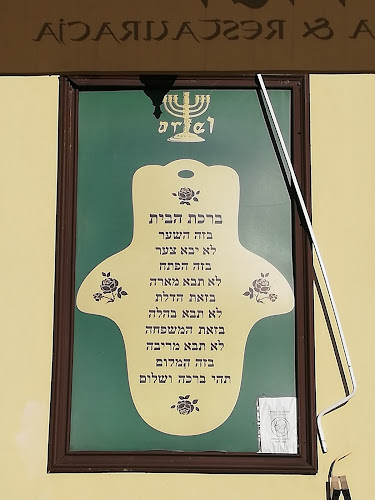 A & Restauracja
ariel
ברכת הבית
בזה השער
לא יבא צער
בזה הפתח
לא תבא מארה
בזאת הדלת
לא תבא בהלה
בזאת המשפחה
לא תבא מריבה
בזה המקום
תהי ברכה ושלום